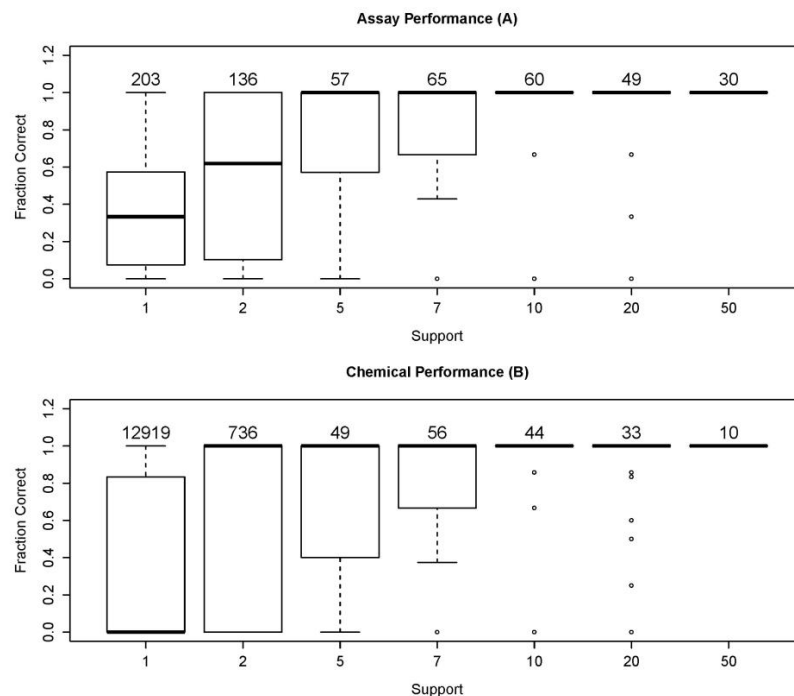 Assay Performance (A)
1.2
1.0
0.8
0.6
0.4
0.2
0.0
Fraction Correct
203 136 57 65 60 49 30
1 2 5 7 10 20 50
Support
Chemical Performance (B)
1.2
1.0
0.8
0.6
0.4
0.2
0.0
Fraction Correct
12919 736 49 56 44 33 10
1 2 5 7 10 20 50
Support